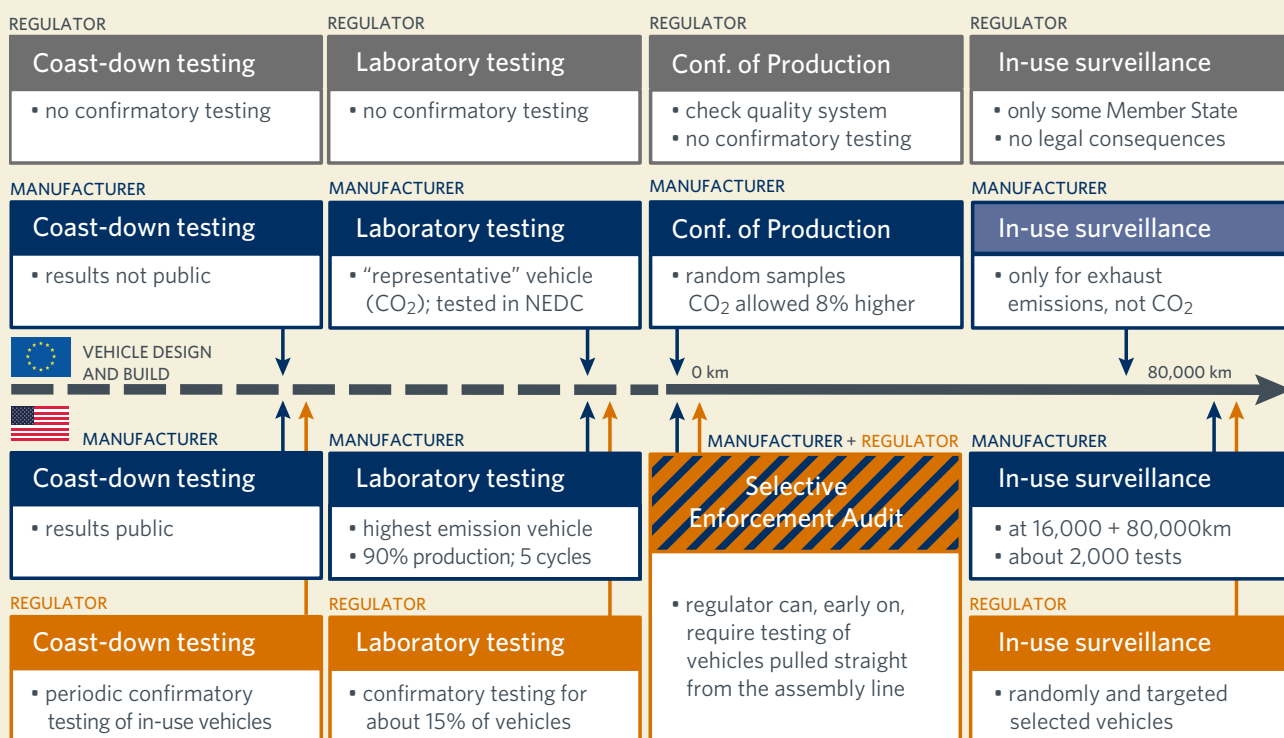 REGULATOR
Coast-down testing
• no confirmatory testing
REGULATOR
Laboratory testing
• no confirmatory testing
REGULATOR
Conf. of Production
• check quality system
• no confirmatory testing
REGULATOR
In-use surveillance
• only some Member State
• no legal consequences
MANUFACTURER
Coast-down testing
• results not public
MANUFACTURER
Laboratory testing
• “representative” vehicle
(CO₂); tested in NEDC
MANUFACTURER
Conf. of Production
• random samples
CO₂ allowed 8% higher
MANUFACTURER
In-use surveillance
• only for exhaust
emissions, not CO₂
VEHICLE DESIGN
AND BUILD
0 km
80,000 km
MANUFACTURER
Coast-down testing
• results public
MANUFACTURER
Laboratory testing
• highest emission vehicle
• 90% production; 5 cycles
MANUFACTURER + REGULATOR
Selective
Enforcement Audit
• regulator can, early on,
require testing of
vehicles pulled straight
from the assembly line
MANUFACTURER
In-use surveillance
• at 16,000 + 80,000km
• about 2,000 tests
REGULATOR
Coast-down testing
• periodic confirmatory
testing of in-use vehicles
REGULATOR
Laboratory testing
• confirmatory testing for
about 15% of vehicles
REGULATOR
In-use surveillance
• randomly and targeted
selected vehicles